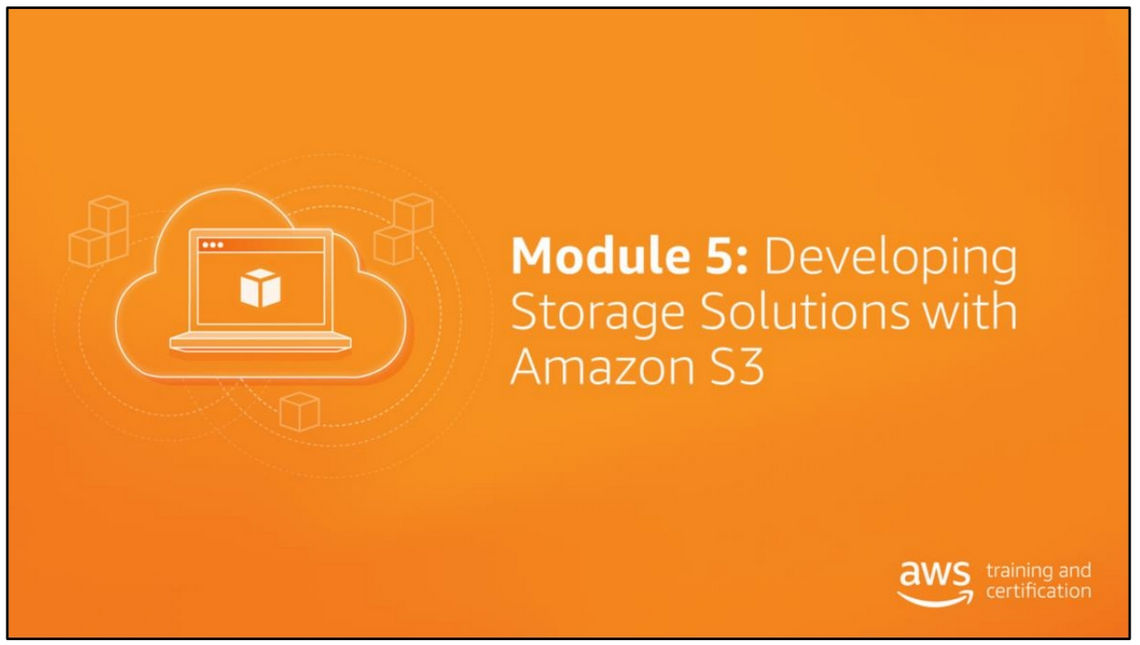 Module 5: Developing
Storage Solutions with
Amazon S3
aws training and
certification